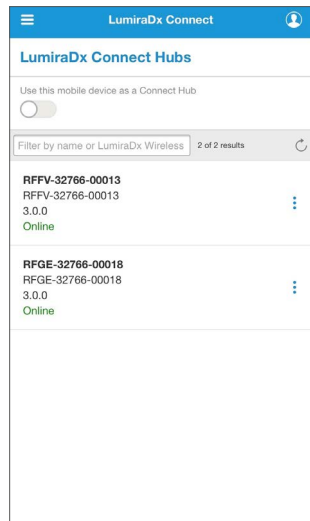 LumiraDx Connect
LumiraDx Connect Hubs
Use this mobile device as a Connect Hub
Filter by name or LumiraDx Wireless
2 of 2 results
RFFV-32766-00013
RFFV-32766-00013
3.0.0
Online
RFGE-32766-00018
RFGE-32766-00018
3.0.0
Online